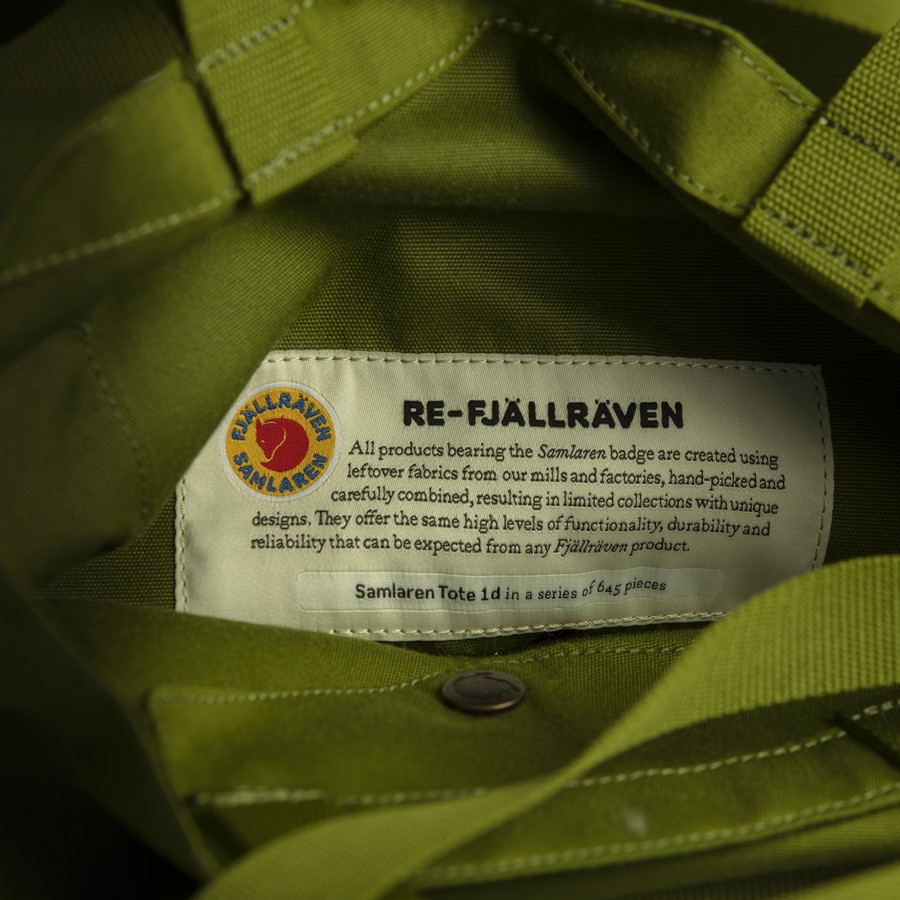 FJÄLLRÄVEN
SAMLAREN
RE-FJÄLLRÄVEN
All products bearing the Samlaren badge are created using
leftover fabrics from our mills and factories, hand-picked and
carefully combined, resulting in limited collections with unique
designs. They offer the same high levels of functionality, durability and
reliability that can be expected from any Fjällräven product.
Samlaren Tote 1d in a series of 645 pieces